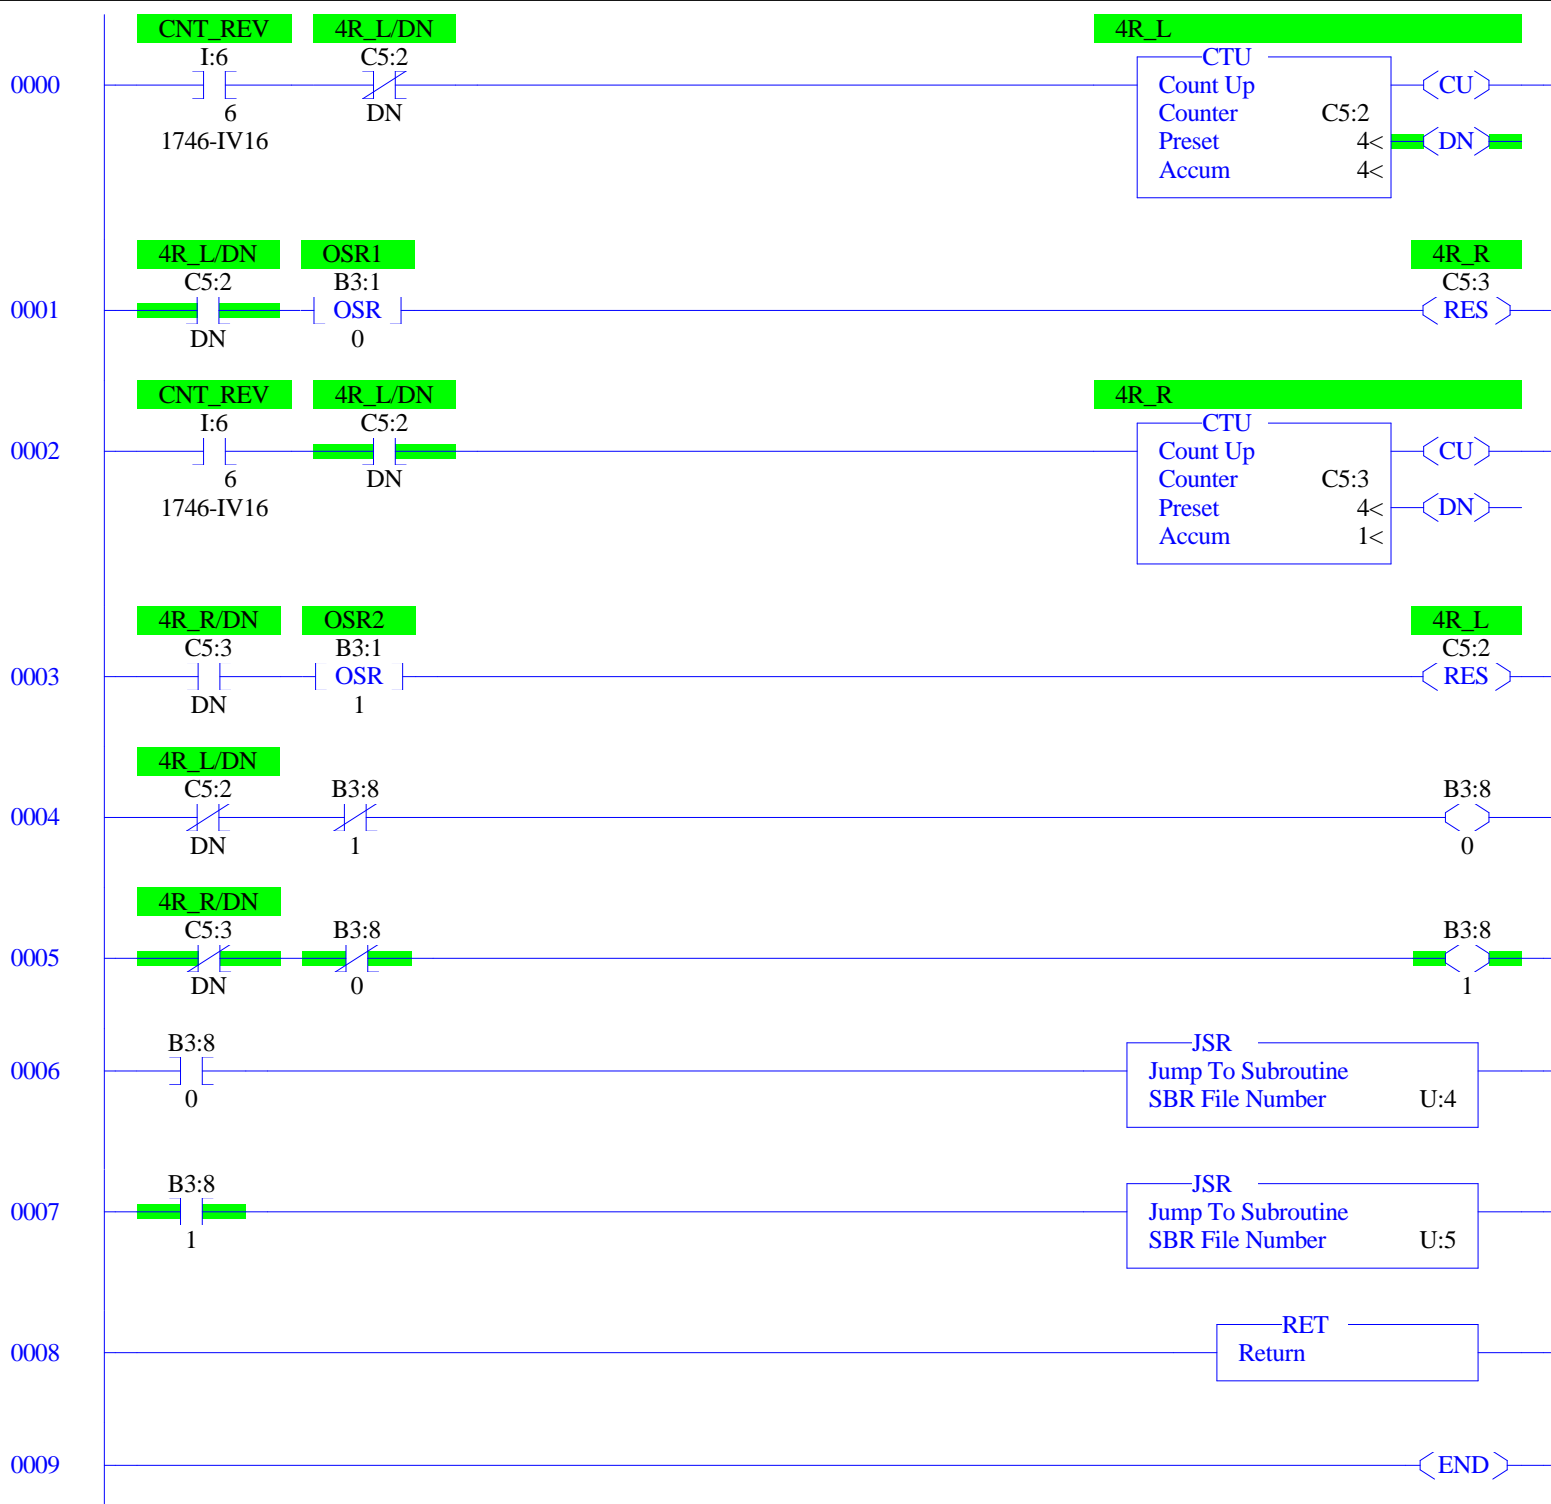 CNT_REV 4R_L/DN 4R_L
I:6 C5:2 CTU
0000 Count Up CU
6 DN Counter C5:2
1746-IV16 Preset 4< DN
Accum 4<
4R_L/DN OSR1 4R_R
C5:2 B3:1 C5:3
0001 OSR RES
DN 0
CNT_REV 4R_L/DN 4R_R
I:6 C5:2 CTU
0002 Count Up CU
6 DN Counter C5:3
1746-IV16 Preset 4< DN
Accum 1<
4R_R/DN OSR2 4R_L
C5:3 B3:1 C5:2
0003 OSR RES
DN 1
4R_L/DN
C5:2 B3:8 B3:8
0004
DN 1 0
4R_R/DN
C5:3 B3:8 B3:8
0005
DN 0 1
B3:8 JSR
0006 Jump To Subroutine
0 SBR File Number U:4
B3:8 JSR
0007 Jump To Subroutine
1 SBR File Number U:5
RET
0008 Return
0009 END